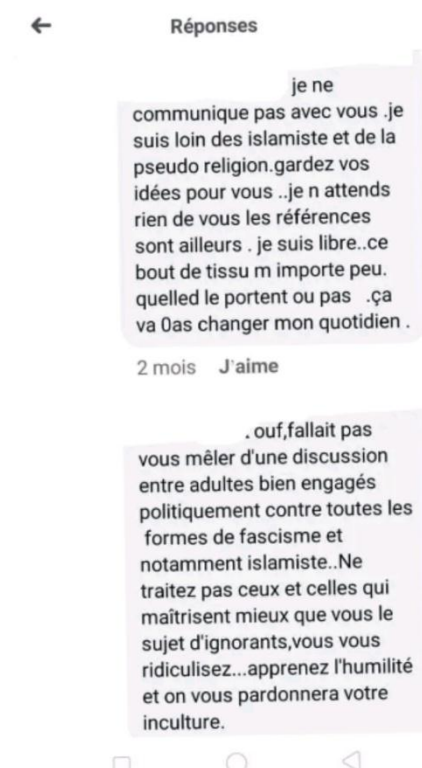 Réponses
je ne
communique pas avec vous .je
suis loin des islamiste et de la
pseudo religion.gardez vos
idées pour vous ..je n attends
rien de vous les références
sont ailleurs . je suis libre..ce
bout de tissu m importe peu.
quelled le portent ou pas .ça
va 0as changer mon quotidien .
2 mois J'aime
. ouf,fallait pas
vous mêler d'une discussion
entre adultes bien engagés
politiquement contre toutes les
formes de fascisme et
notamment islamiste..Ne
traitez pas ceux et celles qui
maîtrisent mieux que vous le
sujet d'ignorants,vous vous
ridiculisez...apprenez l'humilité
et on vous pardonnera votre
inculture.